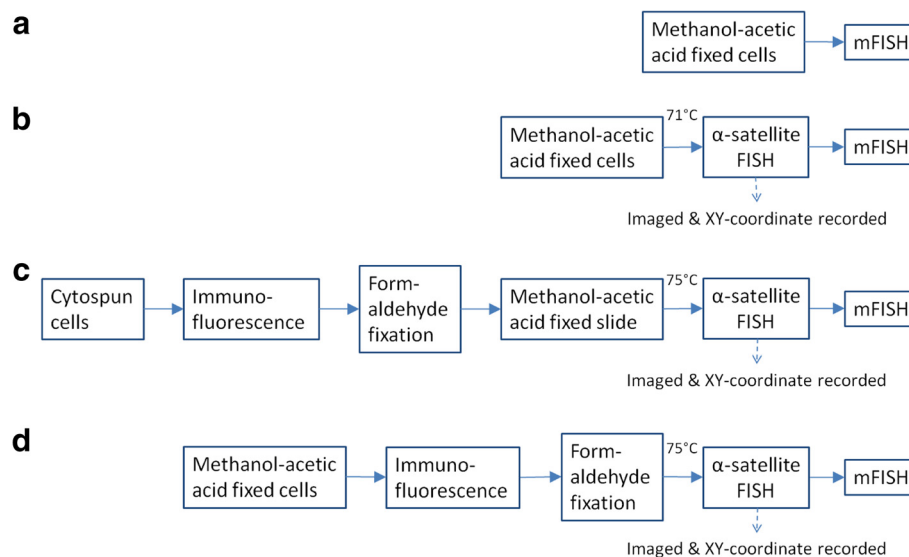 a
Methanol-acetic
acid fixed cells
mFISH
b
Methanol-acetic
acid fixed cells
71°C
α-satellite
FISH
mFISH
Imaged & XY-coordinate recorded
c
Cytospun
cells
Immuno-
fluorescence
Form-
aldehyde
fixation
Methanol-acetic
acid fixed slide
75°C
α-satellite
FISH
mFISH
Imaged & XY-coordinate recorded
d
Methanol-acetic
acid fixed cells
Immuno-
fluorescence
Form-
aldehyde
fixation
75°C
α-satellite
FISH
mFISH
Imaged & XY-coordinate recorded